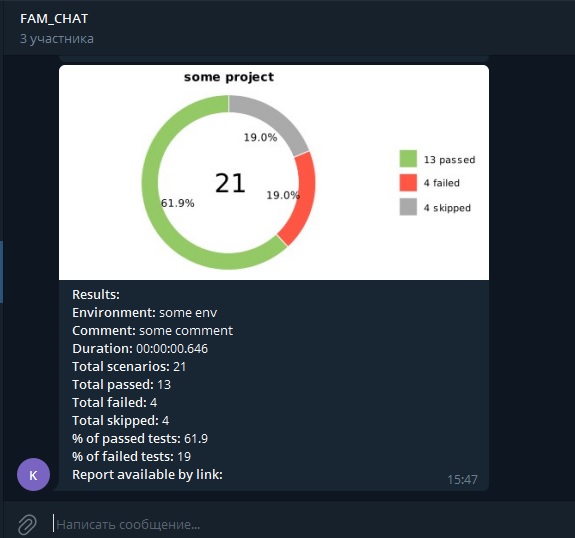 FAM_CHAT
3 участника
some project
19.0%
13 passed
21
4 failed
19.0%
61.9%
4 skipped
Results:
Environment: some env
Comment: some comment
Duration: 00:00:00.646
Total scenarios: 21
Total passed: 13
Total failed: 4
Total skipped: 4
% of passed tests: 61.9
% of failed tests: 19
Report available by link:
K
15:47
Написать сообщение...